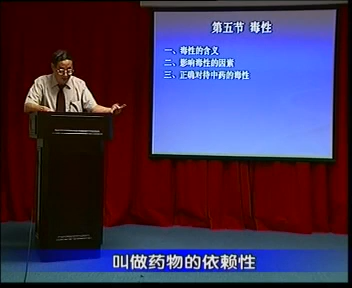 第五节 毒性
一、毒性的含义
二、影响毒性的因素
三、正确对待中药的毒性
叫做药物的依赖性